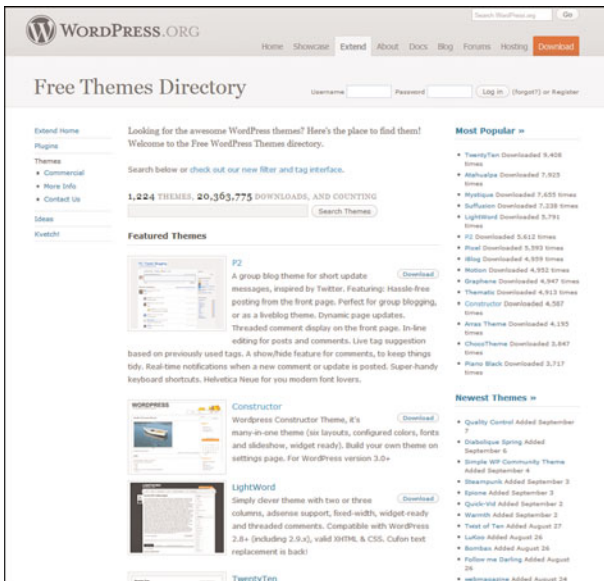 Search WordPress.org Go
WORDPRESS.ORG
Home Showcase Extend About Docs Blog Forums Hosting Download
Free Themes Directory
Username Password Log in (forgot?) or Register
Extend Home
Plugins
Themes
Commercial
More Info
Contact Us
Ideas
Kvetch!
Looking for the awesome WordPress themes? Here's the place to find them!
Welcome to the Free WordPress Themes directory.
Search below or check out our new filter and tag interface.
1,224 THEMES, 20,363,775 DOWNLOADS, AND COUNTING
Search Themes
Featured Themes
P2
Download
A group blog theme for short update
messages, inspired by Twitter. Featuring: Hassle-free
posting from the front page. Perfect for group blogging,
or as a liveblog theme. Dynamic page updates.
Threaded comment display on the front page. In-line
editing for posts and comments. Live tag suggestion
based on previously used tags. A show/hide feature for comments, to keep things
tidy. Real-time notifications when a new comment or update is posted. Super-handy
keyboard shortcuts. Helvetica Neue for you modern font lovers.
WORDPRESS
Constructor
Download
Wordpress Constructor Theme, it's
many-in-one theme (six layouts, configured colors, fonts
and slideshow, widget ready). Build your own theme on
settings page. For WordPress version 3.0+
LightWord
Download
Simply clever theme with two or three
columns, adsense support, fixed-width, widget-ready
and threaded comments. Compatible with WordPress
2.8+ (including 2.9.x), valid XHTML & CSS. Cufon text
replacement is back!
TwentyTen
Most Popular »
TwentyTen Downloaded 9,428
times
Atahualpa Downloaded 7,925
times
Mystique Downloaded 7,655 times
Suffusion Downloaded 7,238 times
LightWord Downloaded 5,791
times
P2 Downloaded 5,612 times
Pixel Downloaded 5,593 times
iBlog Downloaded 4,959 times
Motion Downloaded 4,952 times
Graphene Downloaded 4,947 times
Thematic Downloaded 4,913 times
Constructor Downloaded 4,587
times
Arras Theme Downloaded 4,195
times
ChocoTheme Downloaded 3,847
times
Piano Black Downloaded 3,717
times
Newest Themes »
Quality Control Added September
7
Diabolique Spring Added
September 6
Simple WP Community Theme
Added September 4
Steampunk Added September 3
Epione Added September 3
Quick-Vid Added September 2
Warmth Added September 2
Twist of Ten Added August 27
LuKoo Added August 26
Bombax Added August 26
Follow me Darling Added August
26
webmagazine Added August 26